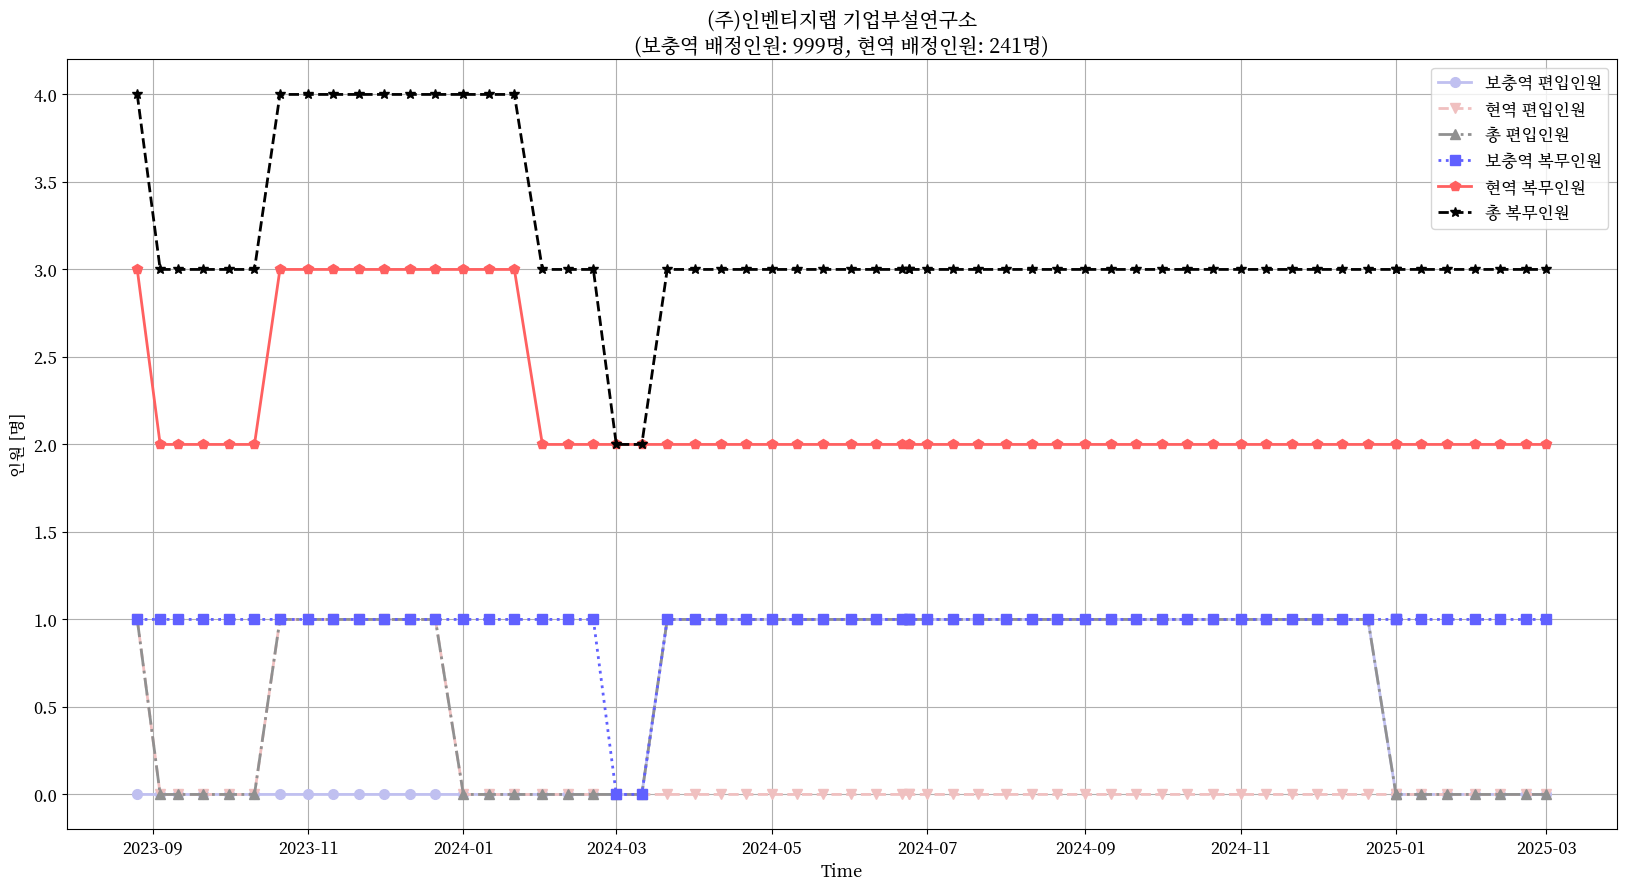 (주)인벤티지랩 기업부설연구소
(보충역 배정인원: 999명, 현역 배정인원: 241명)
보충역 편입인원
현역 편입인원
총 편입인원
보충역 복무인원
현역 복무인원
총 복무인원
인원 [명]
4.0
3.5
3.0
2.5
2.0
1.5
1.0
0.5
0.0
2023-09 2023-11 2024-01 2024-03 2024-05 2024-07 2024-09 2024-11 2025-01 2025-03
Time